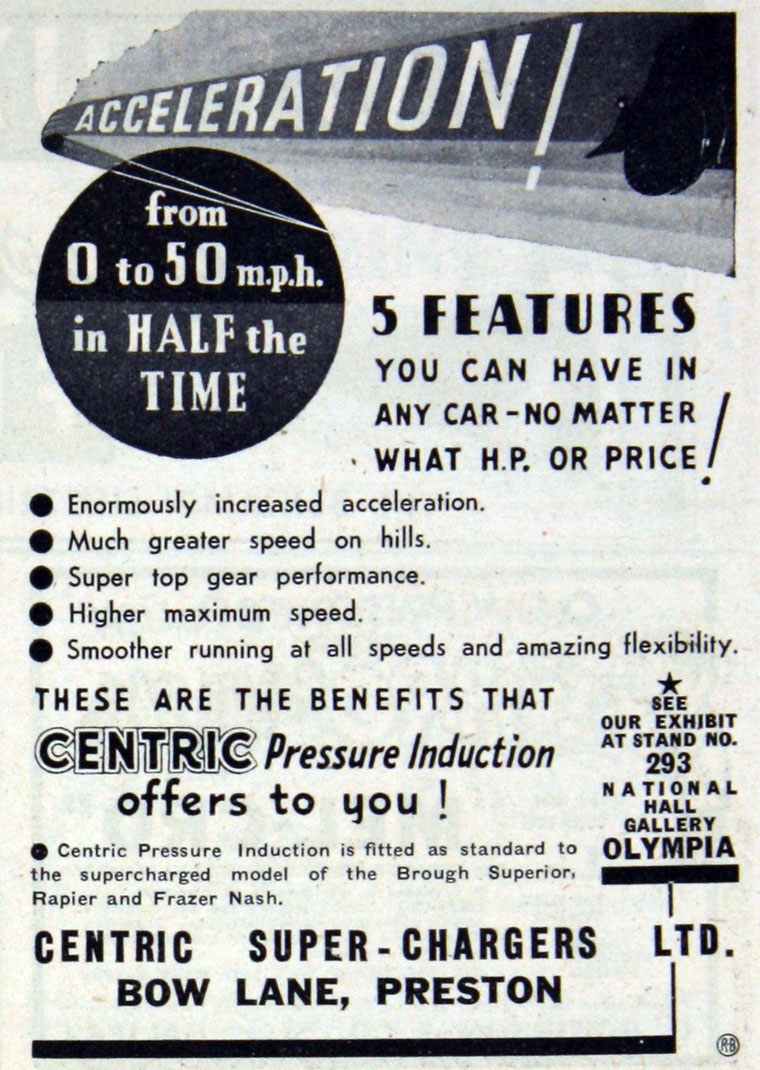 ACCELERATION!
from
0 to 50 m.p.h.
in HALF the
TIME
5 FEATURES
YOU CAN HAVE IN
ANY CAR - NO MATTER
WHAT H.P. OR PRICE!
● Enormously increased acceleration.
● Much greater speed on hills.
● Super top gear performance.
● Higher maximum speed.
● Smoother running at all speeds and amazing flexibility.
THESE ARE THE BENEFITS THAT
CENTRIC Pressure Induction
offers to you !
★
SEE
OUR EXHIBIT
AT STAND NO.
293
NATIONAL
HALL
GALLERY
OLYMPIA
● Centric Pressure Induction is fitted as standard to
the supercharged model of the Brough Superior,
Rapier and Frazer Nash.
CENTRIC SUPER-CHARGERS LTD.
BOW LANE, PRESTON